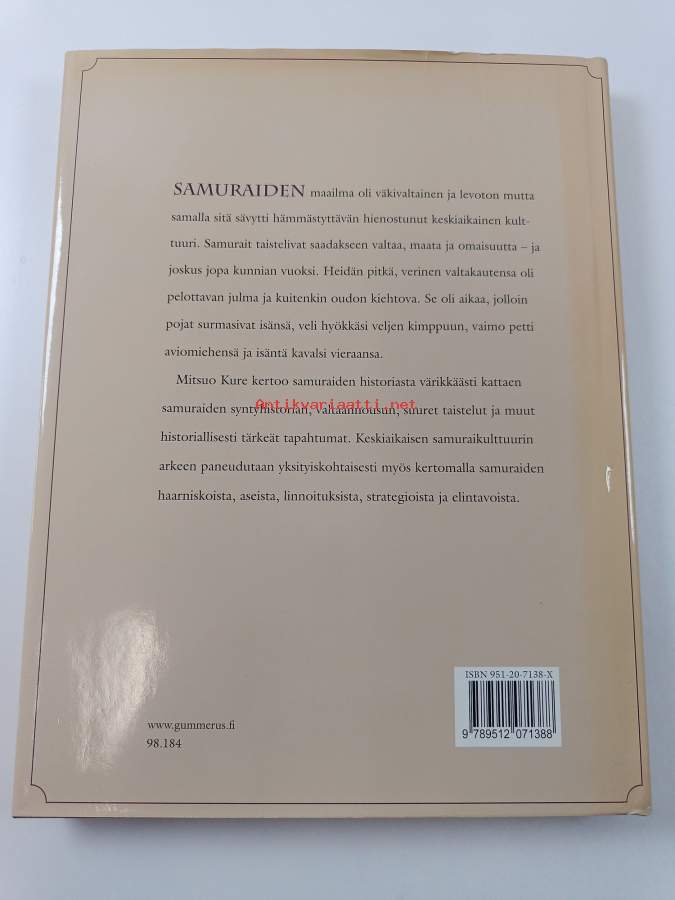 SAMURAIDEN maailma oli väkivaltainen ja levoton mutta
samalla sitä sävytti hämmästyttävän hienostunut keskiaikainen kult-
tuuri. Samurait taistelivat saadakseen valtaa, maata ja omaisuutta – ja
joskus jopa kunnian vuoksi. Heidän pitkä, verinen valtakautensa oli
pelottavan julma ja kuitenkin oudon kiehtova. Se oli aikaa, jolloin
pojat surmasivat isänsä, veli hyökkäsi veljen kimppuun, vaimo petti
aviomiehensä ja isäntä kavalsi vieraansa.
Mitsuo Kure kertoo samuraiden historiasta värikkäästi kattaen
Antikvariaatti.net
samuraiden syntyhistorian, valtaannousun, suuret taistelut ja muut
historiallisesti tärkeät tapahtumat. Keskiaikaisen samuraikulttuurin
arkeen paneudutaan yksityiskohtaisesti myös kertomalla samuraiden
haarniskoista, aseista, linnoituksista, strategioista ja elintavoista.
ISBN 951-20-7138-X
9 789512 071388
www.gummerus.fi
98.184